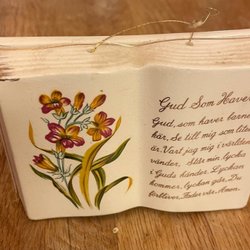 Gud Som Haver
Gud, som haver barnen
kär, Se till mig som liten
är. Vart jag mig i världen
vänder, Står min lycka
i Guds händer. Lyckan
kommer, lyckan går, Du
förbliver, Fader vår. Amen.